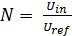 N = U_in / U_ref